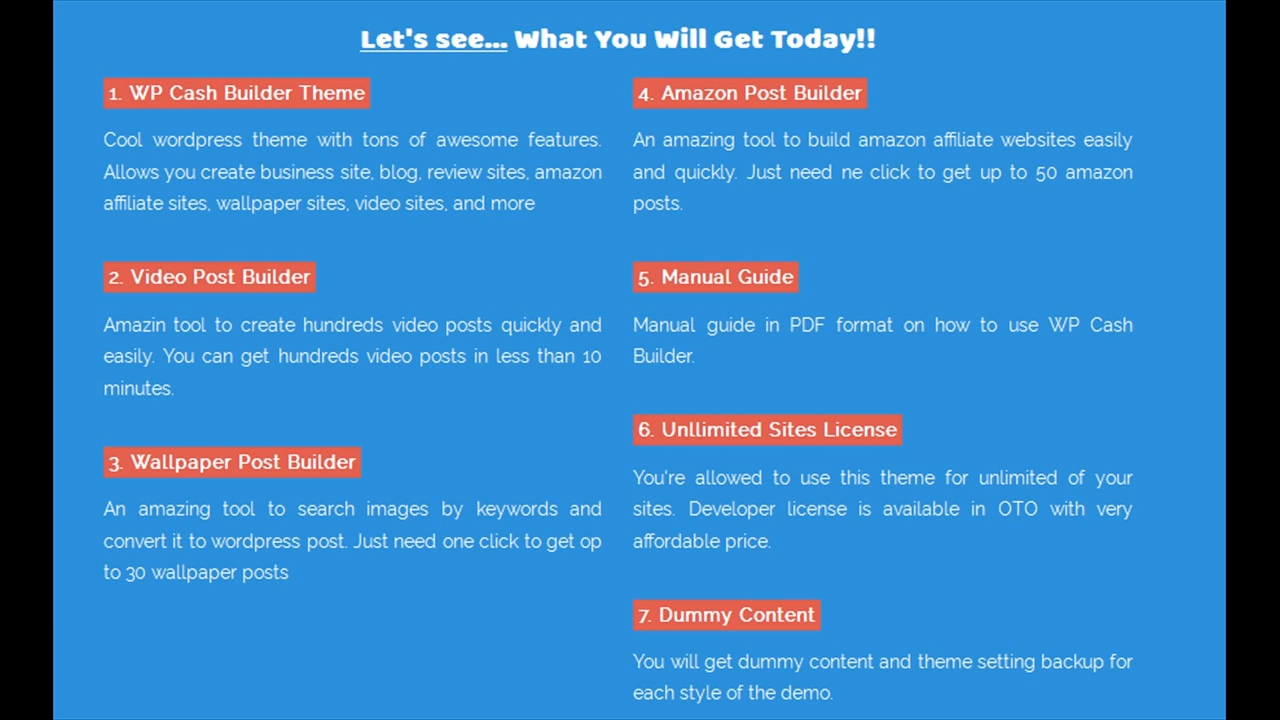 Let's see... What You Will Get Today!!
1. WP Cash Builder Theme
Cool wordpress theme with tons of awesome features.
Allows you create business site, blog, review sites, amazon
affiliate sites, wallpaper sites, video sites, and more
2. Video Post Builder
Amazin tool to create hundreds video posts quickly and
easily. You can get hundreds video posts in less than 10
minutes.
3. Wallpaper Post Builder
An amazing tool to search images by keywords and
convert it to wordpress post. Just need one click to get op
to 30 wallpaper posts
4. Amazon Post Builder
An amazing tool to build amazon affiliate websites easily
and quickly. Just need ne click to get up to 50 amazon
posts.
5. Manual Guide
Manual guide in PDF format on how to use WP Cash
Builder.
6. Unllimited Sites License
You're allowed to use this theme for unlimited of your
sites. Developer license is available in OTO with very
affordable price.
7. Dummy Content
You will get dummy content and theme setting backup for
each style of the demo.